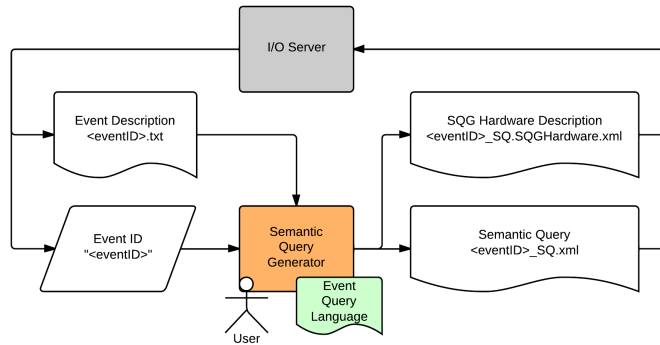 I/O Server
Event Description
<eventID>.txt
SQG Hardware Description
<eventID>_SQ.SQGHardware.xml
Event ID
"<eventID>"
Semantic
Query
Generator
Semantic Query
<eventID>_SQ.xml
Event
Query
Language
User